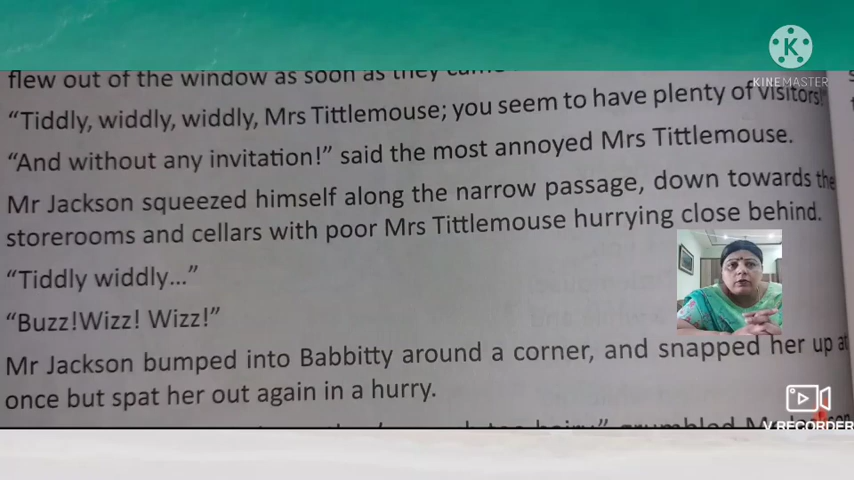 KINEMASTER
flew out of the window as soon as they
“Tiddly, widdly, widdly, Mrs Tittlemouse; you seem to have plenty of visitors!”
“And without any invitation!” said the most annoyed Mrs Tittlemouse.
Mr Jackson squeezed himself along the narrow passage, down towards the
storerooms and cellars with poor Mrs Tittlemouse hurrying close behind.
“Tiddly widdly...”
“Buzz!Wizz! Wizz!”
Mr Jackson bumped into Babbitty around a corner, and snapped her up at
once but spat her out again in a hurry.
V RECORDER